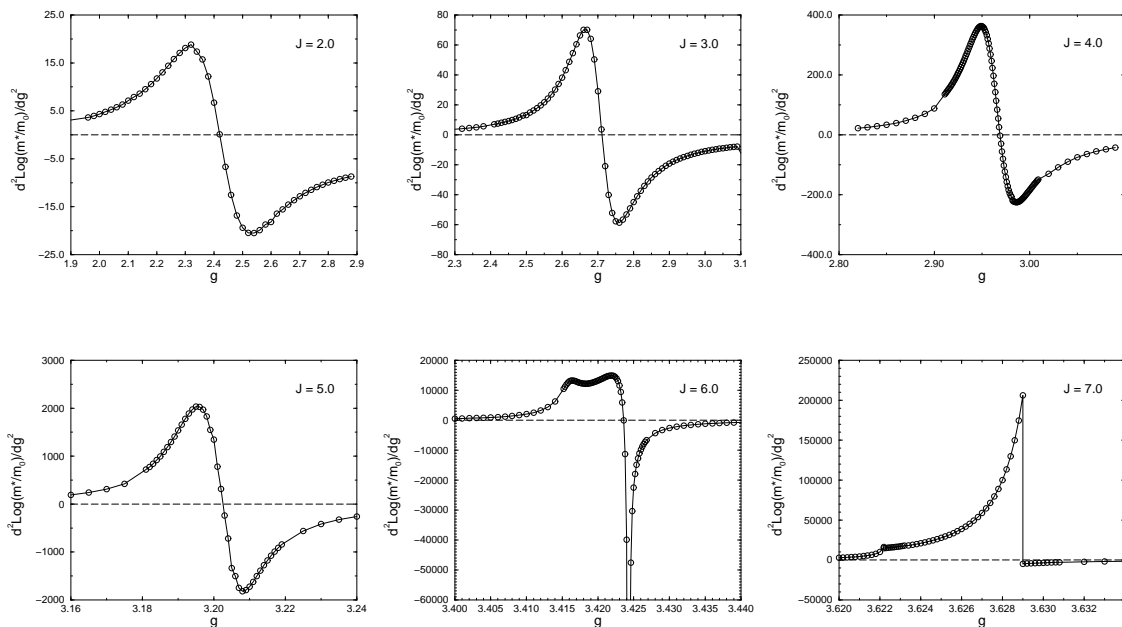 25.0
15.0
5.0
−5.0
−15.0
−25.0
d²Log(m*/m₀)/dg²
J = 2.0
1.9 2.0 2.1 2.2 2.3 2.4 2.5 2.6 2.7 2.8 2.9
g
80
60
40
20
0
−20
−40
−60
−80
d²Log(m*/m₀)/dg²
J = 3.0
2.3 2.4 2.5 2.6 2.7 2.8 2.9 3.0 3.1
g
400.0
200.0
0.0
−200.0
−400.0
d²Log(m*/m₀)/dg²
J = 4.0
2.80 2.90 3.00
g
3000
2000
1000
0
−1000
−2000
d²Log(m*/m₀)/dg²
J = 5.0
3.16 3.18 3.20 3.22 3.24
g
20000
10000
0
−10000
−20000
−30000
−40000
−50000
−60000
d²Log(m*/m₀)/dg²
J = 6.0
3.400 3.405 3.410 3.415 3.420 3.425 3.430 3.435 3.440
g
250000
200000
150000
100000
50000
0
−50000
d²Log(m*/m₀)/dg²
J = 7.0
3.620 3.622 3.624 3.626 3.628 3.630 3.632
g